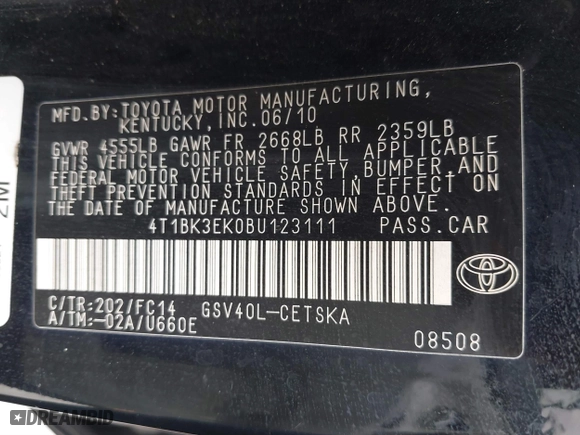 MFD.BY: TOYOTA MOTOR MANUFACTURING,
KENTUCKY, INC. 06/10
GVWR 4555LB GAWR FR 2668LB RR 2359LB
THIS VEHICLE CONFORMS TO ALL APPLICABLE
FEDERAL MOTOR VEHICLE SAFETY, BUMPER, AND
THEFT PREVENTION STANDARDS IN EFFECT ON
THE DATE OF MANUFACTURE SHOWN ABOVE.
4T1BK3EK0BU123111 PASS.CAR
C/TR:202/FC14 GSV40L-CETSKA
A/TM:-02A/U660E
08508
2M
DREAMBID